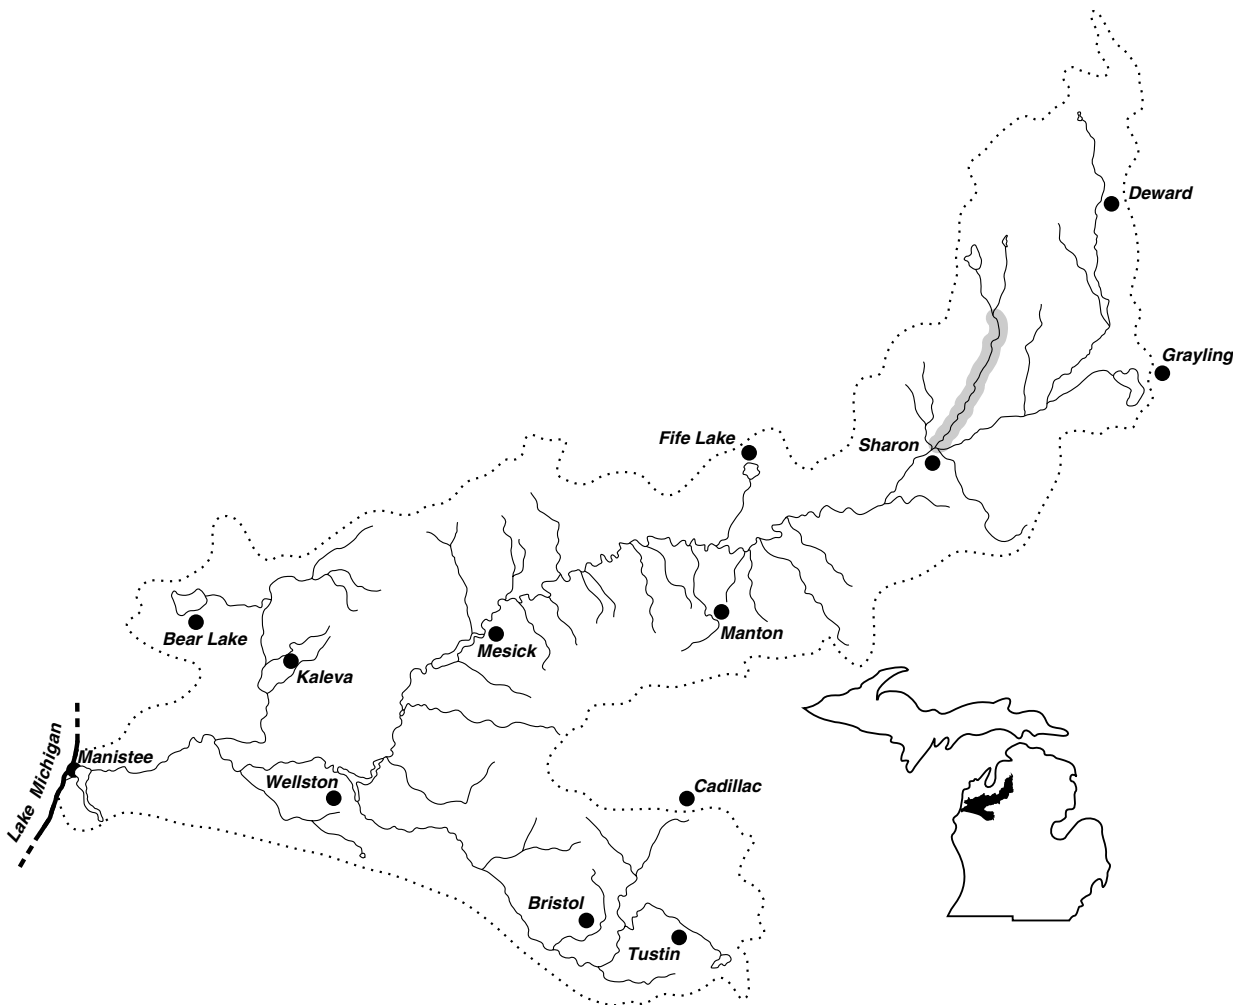 Deward
Grayling
Fife Lake
Sharon
Bear Lake
Mesick
Manton
Kaleva
Lake Michigan
Manistee
Wellston
Cadillac
Bristol
Tustin